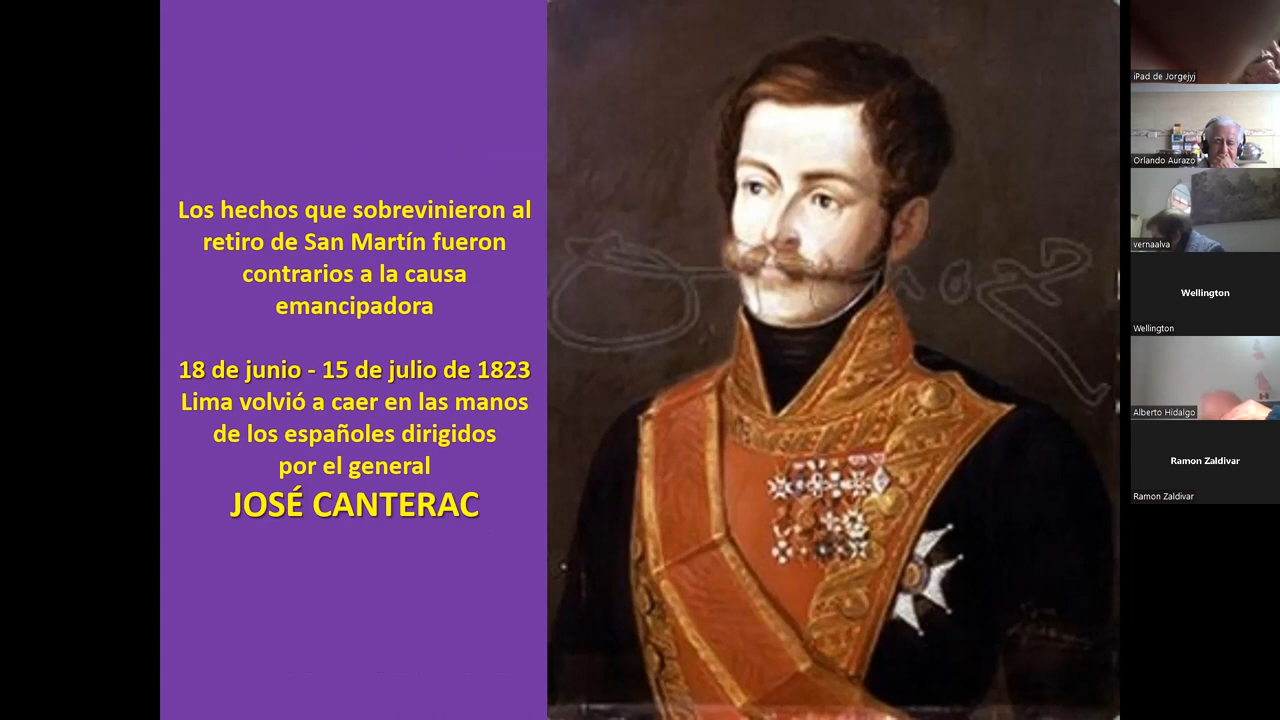 Los hechos que sobrevinieron al
retiro de San Martín fueron
contrarios a la causa
emancipadora
18 de junio - 15 de julio de 1823
Lima volvió a caer en las manos
de los españoles dirigidos
por el general
JOSÉ CANTERAC
iPad de Jorgejyj
Orlando Aurazo
vernaalva
Wellington
Wellington
Alberto Hidalgo
Ramon Zaldivar
Ramon Zaldivar